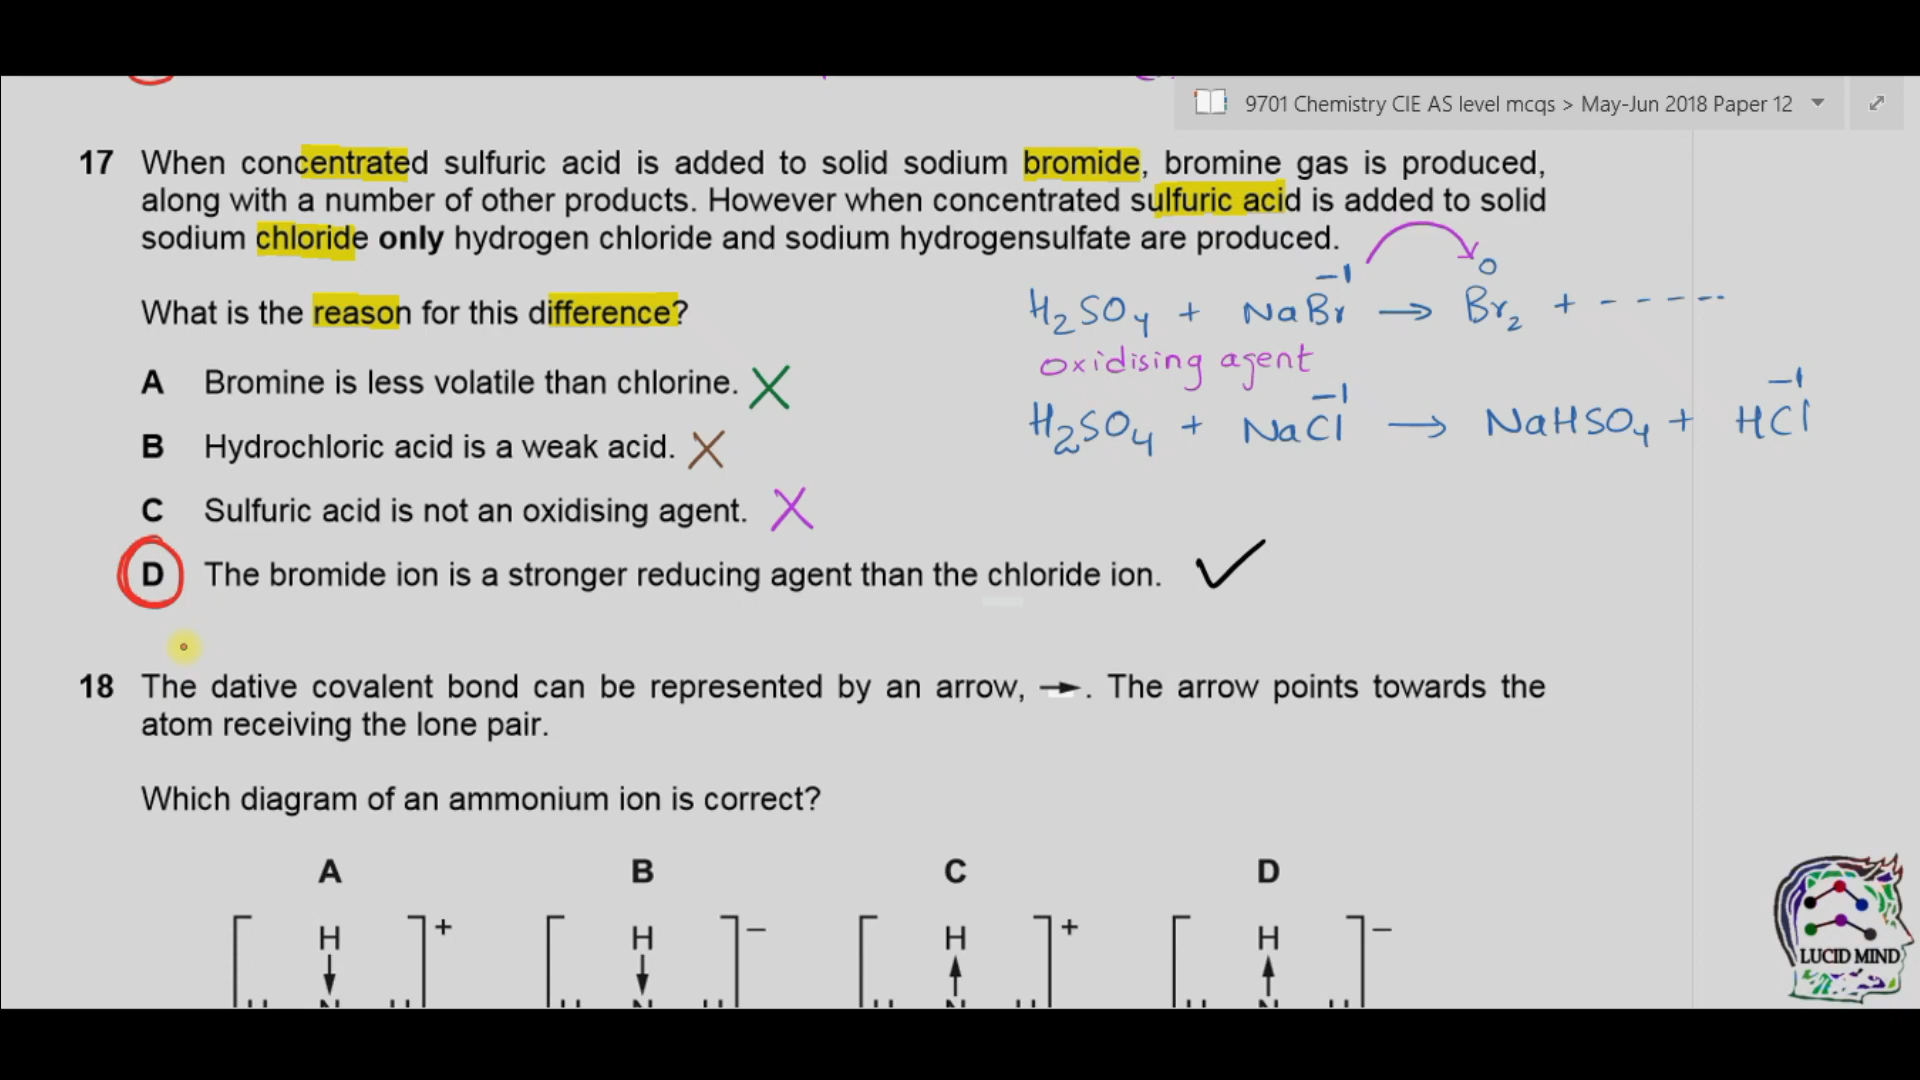 9701 Chemistry CIE AS level mcqs > May-Jun 2018 Paper 12
17 When concentrated sulfuric acid is added to solid sodium bromide, bromine gas is produced,
along with a number of other products. However when concentrated sulfuric acid is added to solid
sodium chloride only hydrogen chloride and sodium hydrogensulfate are produced.
What is the reason for this difference?
−1 0
H₂SO₄ + NaBr → Br₂ + - - - - -
oxidising agent
A Bromine is less volatile than chlorine.
−1 −1
H₂SO₄ + NaCl → NaHSO₄ + HCl
B Hydrochloric acid is a weak acid.
C Sulfuric acid is not an oxidising agent.
D The bromide ion is a stronger reducing agent than the chloride ion.
18 The dative covalent bond can be represented by an arrow, →. The arrow points towards the
atom receiving the lone pair.
Which diagram of an ammonium ion is correct?
A B C D
+ − + −
H H H H
LUCID MIND